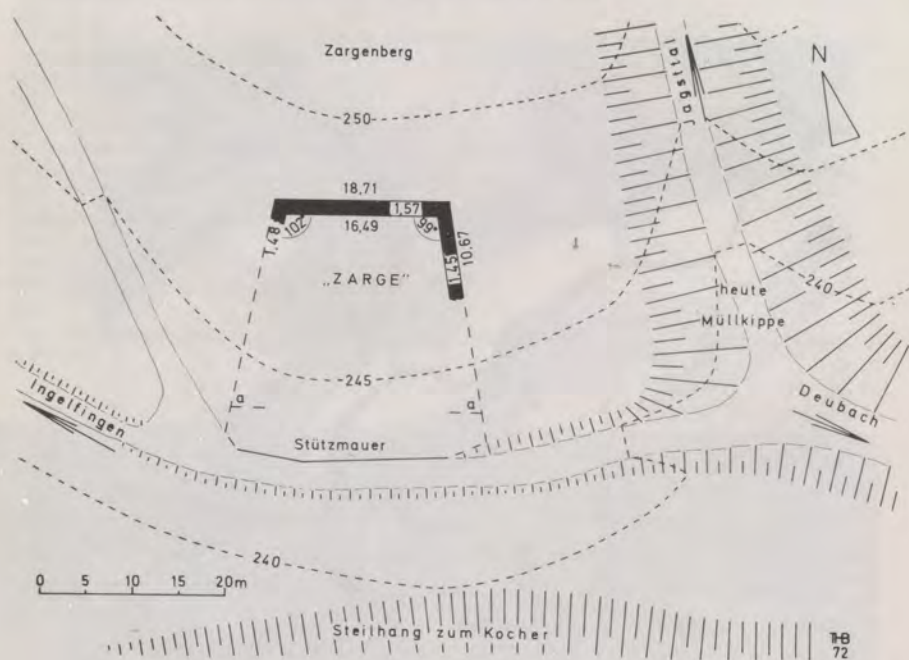 Zargenberg
N
Jagsttal
250
18,71
1,57
16,49
1,48
102°
99°
10,67
1,45
„ZARGE"
heute
Müllkippe
240
245
Ingelfingen
a
a
Deubach
Stützmauer
240
0 5 10 15 20m
Steilhang zum Kocher
THB
72